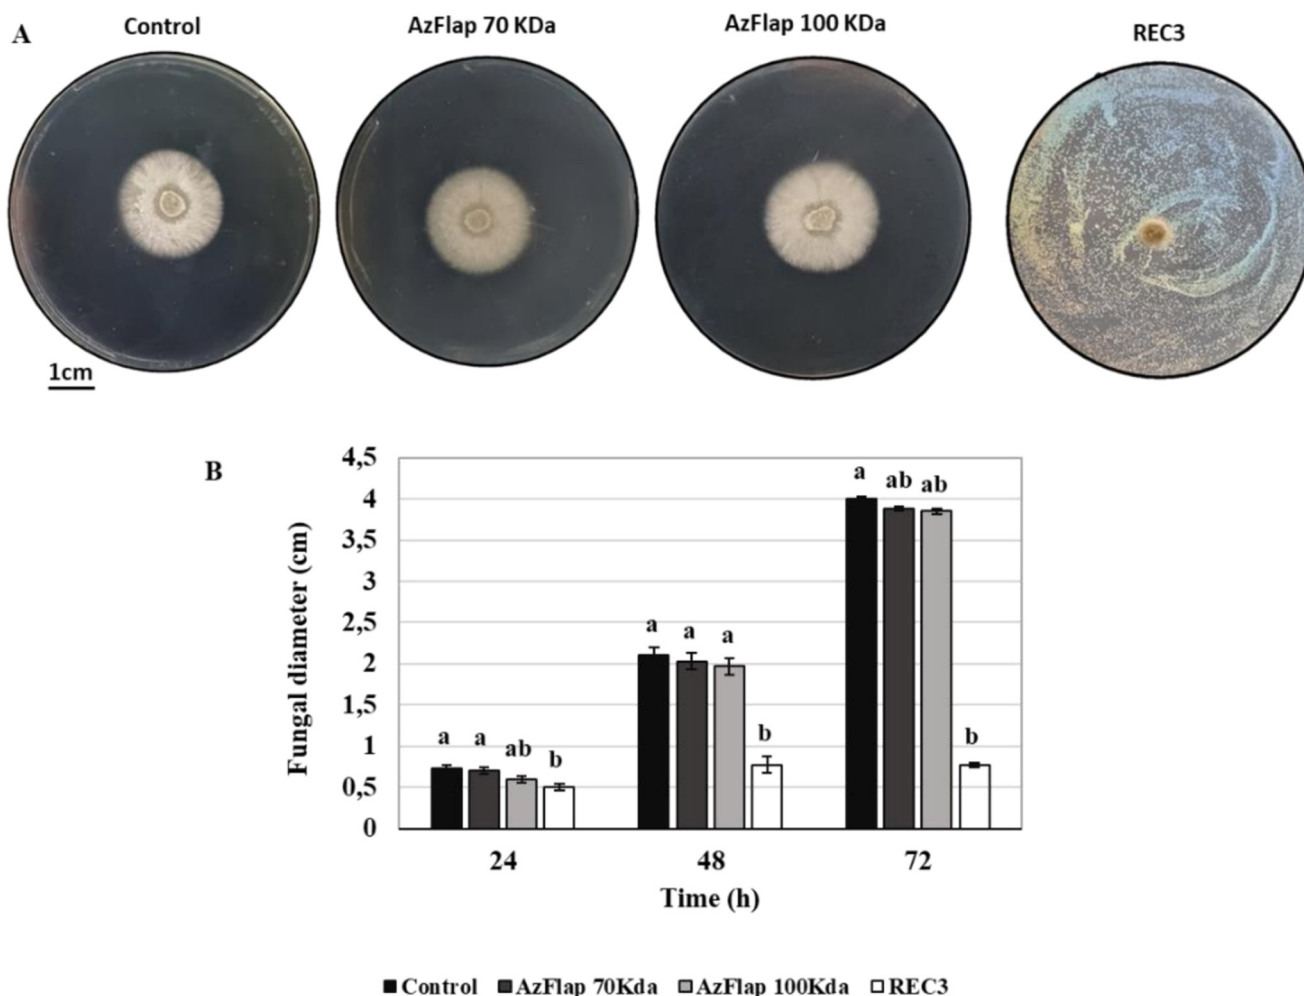 A
Control
AzFlap 70 KDa
AzFlap 100 KDa
REC3
1cm
B
Fungal diameter (cm)
4,5
4
3,5
3
2,5
2
1,5
1
0,5
0
a
a
ab
b
a
a
a
b
a
ab
ab
b
24
48
72
Time (h)
Control
AzFlap 70Kda
AzFlap 100Kda
REC3